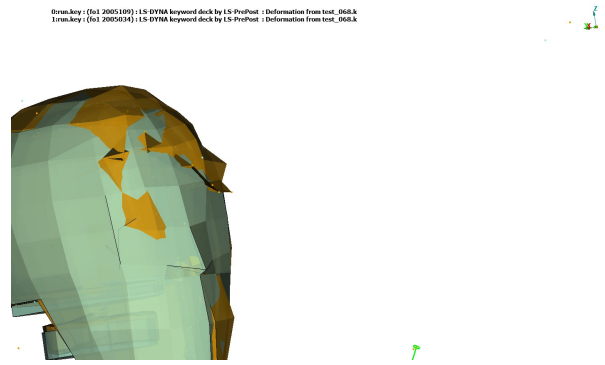 0:run.key : (fo1 2005109) : LS-DYNA keyword deck by LS-PrePost : Deformation from test_068.k
1:run.key : (fo1 2005034) : LS-DYNA keyword deck by LS-PrePost : Deformation from test_068.k
Z